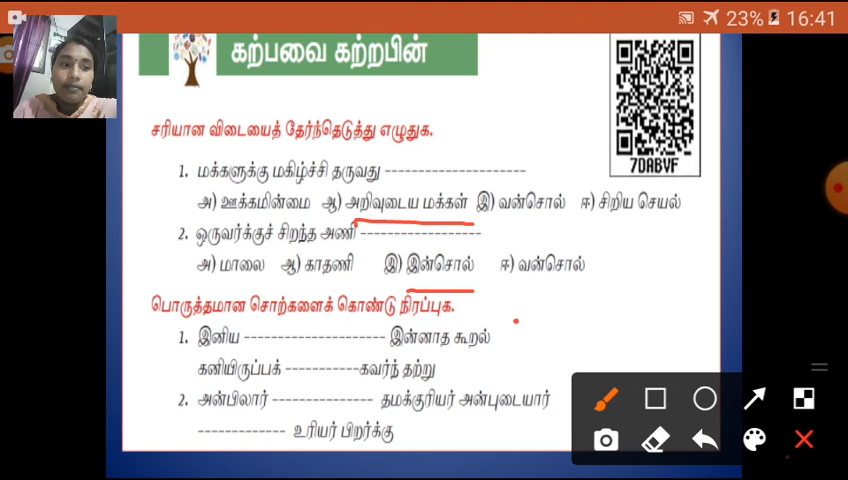 23% 16:41
கற்பவை கற்றபின்
7DABVF
சரியான விடையைத் தேர்ந்தெடுத்து எழுதுக.
1. மக்களுக்கு மகிழ்ச்சி தருவது ----------------------
அ) ஊக்கமின்மை ஆ) அறிவுடைய மக்கள் இ) வன்சொல் ஈ) சிறிய செயல்
2. ஒருவர்க்குச் சிறந்த அணி -------------------
அ) மாலை ஆ) காதணி இ) இன்சொல் ஈ) வன்சொல்
பொருத்தமான சொற்களைக் கொண்டு நிரப்புக.
1. இனிய ---------------------- இன்னாத கூறல்
கனியிருப்பக் -----------கவர்ந் தற்று
2. அன்பிலார் --------------- தமக்குரியர் அன்புடையார்
------------- உரியர் பிறர்க்கு